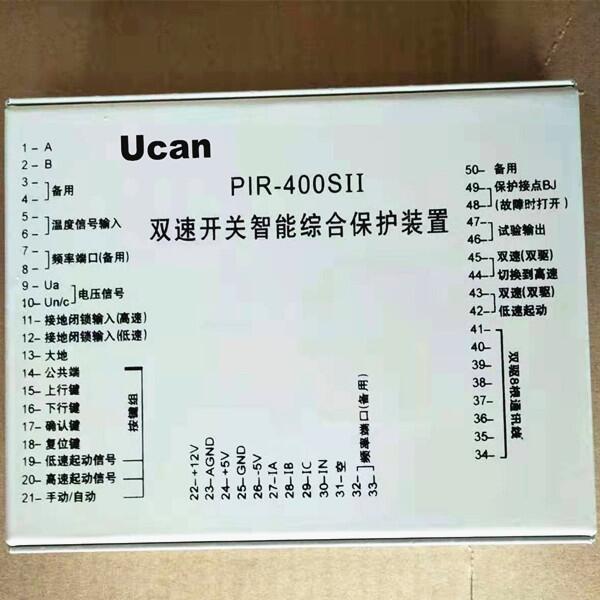 Ucan
PIR-400SII
双速开关智能综合保护装置
1- A
2- B
3-
4-
备用
5-
6-
温度信号输入
7-
8-
频率端口(备用)
9- Ua
10- Un/c
电压信号
11- 接地闭锁输入(高速)
12- 接地闭锁输入(低速)
13- 大地
14- 公共端
15- 上行键
16- 下行键
17- 确认键
18- 复位键
19- 低速起动信号
20- 高速起动信号
21- 手动/自动
按键组
22-+12V
23-AGND
24-+5V
25-GND
26--5V
27-IA
28-IB
29-IC
30-IN
31-空
32-
33-
频率端口(备用)
50- 备用
49- 保护接点BJ
48- (故障时打开)
47-
46-
试验输出
45- 双速(双驱)
44- 切换到高速
43- 双速(双驱)
42- 低速起动
41-
40-
39-
38-
37-
36-
35-
34-
双驱8槽通讯线